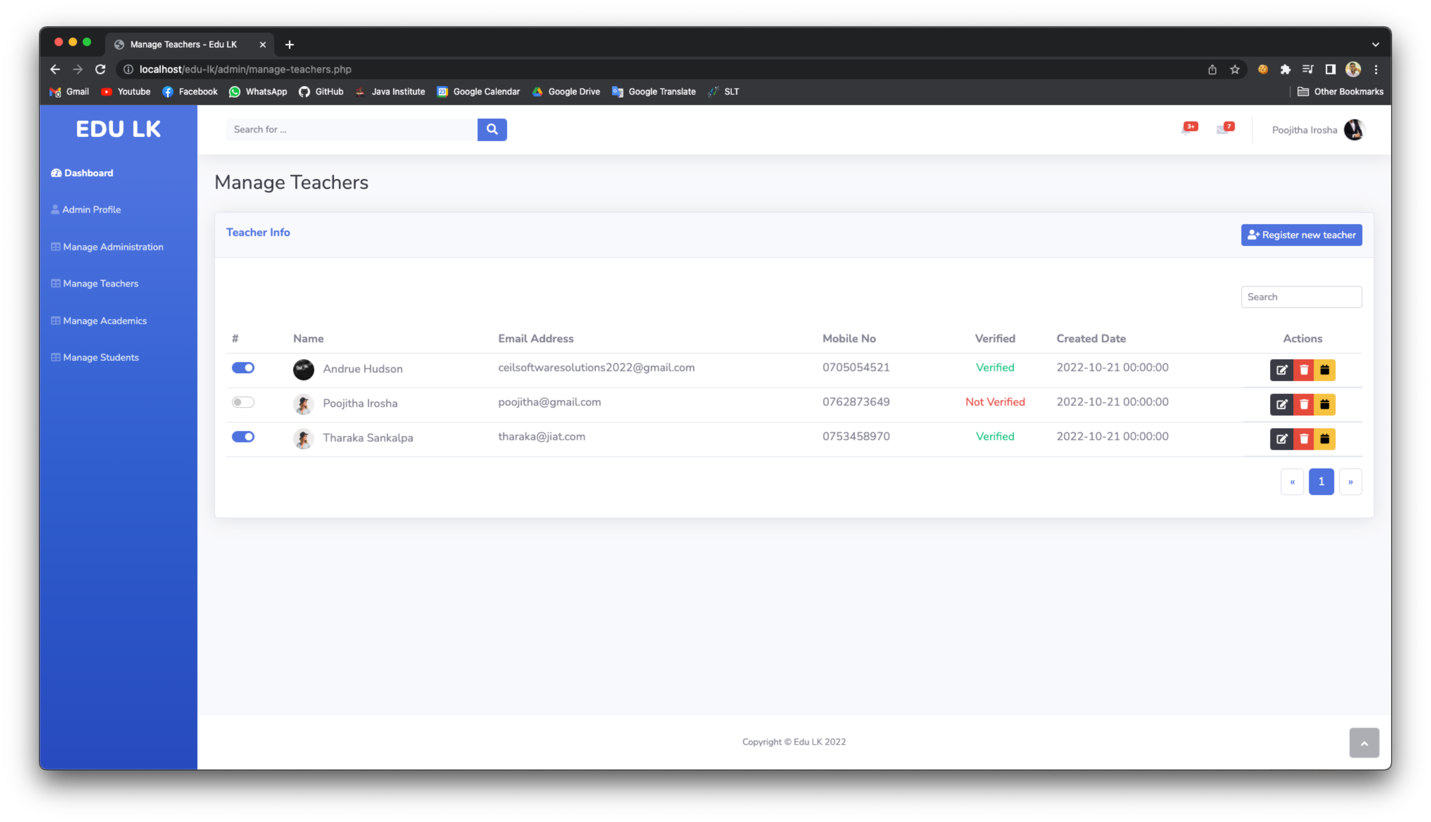 Manage Teachers - Edu LK
localhost/edu-lk/admin/manage-teachers.php
Gmail Youtube Facebook WhatsApp GitHub Java Institute Google Calendar Google Drive Google Translate SLT Other Bookmarks
EDU LK
Search for ...
3+ 7 Poojitha Irosha
Dashboard
Admin Profile
Manage Administration
Manage Teachers
Manage Academics
Manage Students
Manage Teachers
Teacher Info
Register new teacher
Search
# Name Email Address Mobile No Verified Created Date Actions
Andrue Hudson ceilsoftwaresolutions2022@gmail.com 0705054521 Verified 2022-10-21 00:00:00
Poojitha Irosha poojitha@gmail.com 0762873649 Not Verified 2022-10-21 00:00:00
Tharaka Sankalpa tharaka@jiat.com 0753458970 Verified 2022-10-21 00:00:00
« 1 »
Copyright © Edu LK 2022